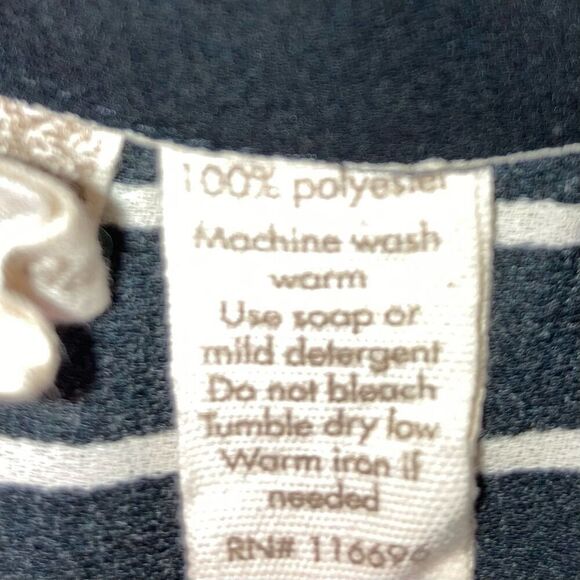 100% polyester
Machine wash
warm
Use soap or
mild detergent
Do not bleach
Tumble dry low
Warm iron if
needed
RN# 116696